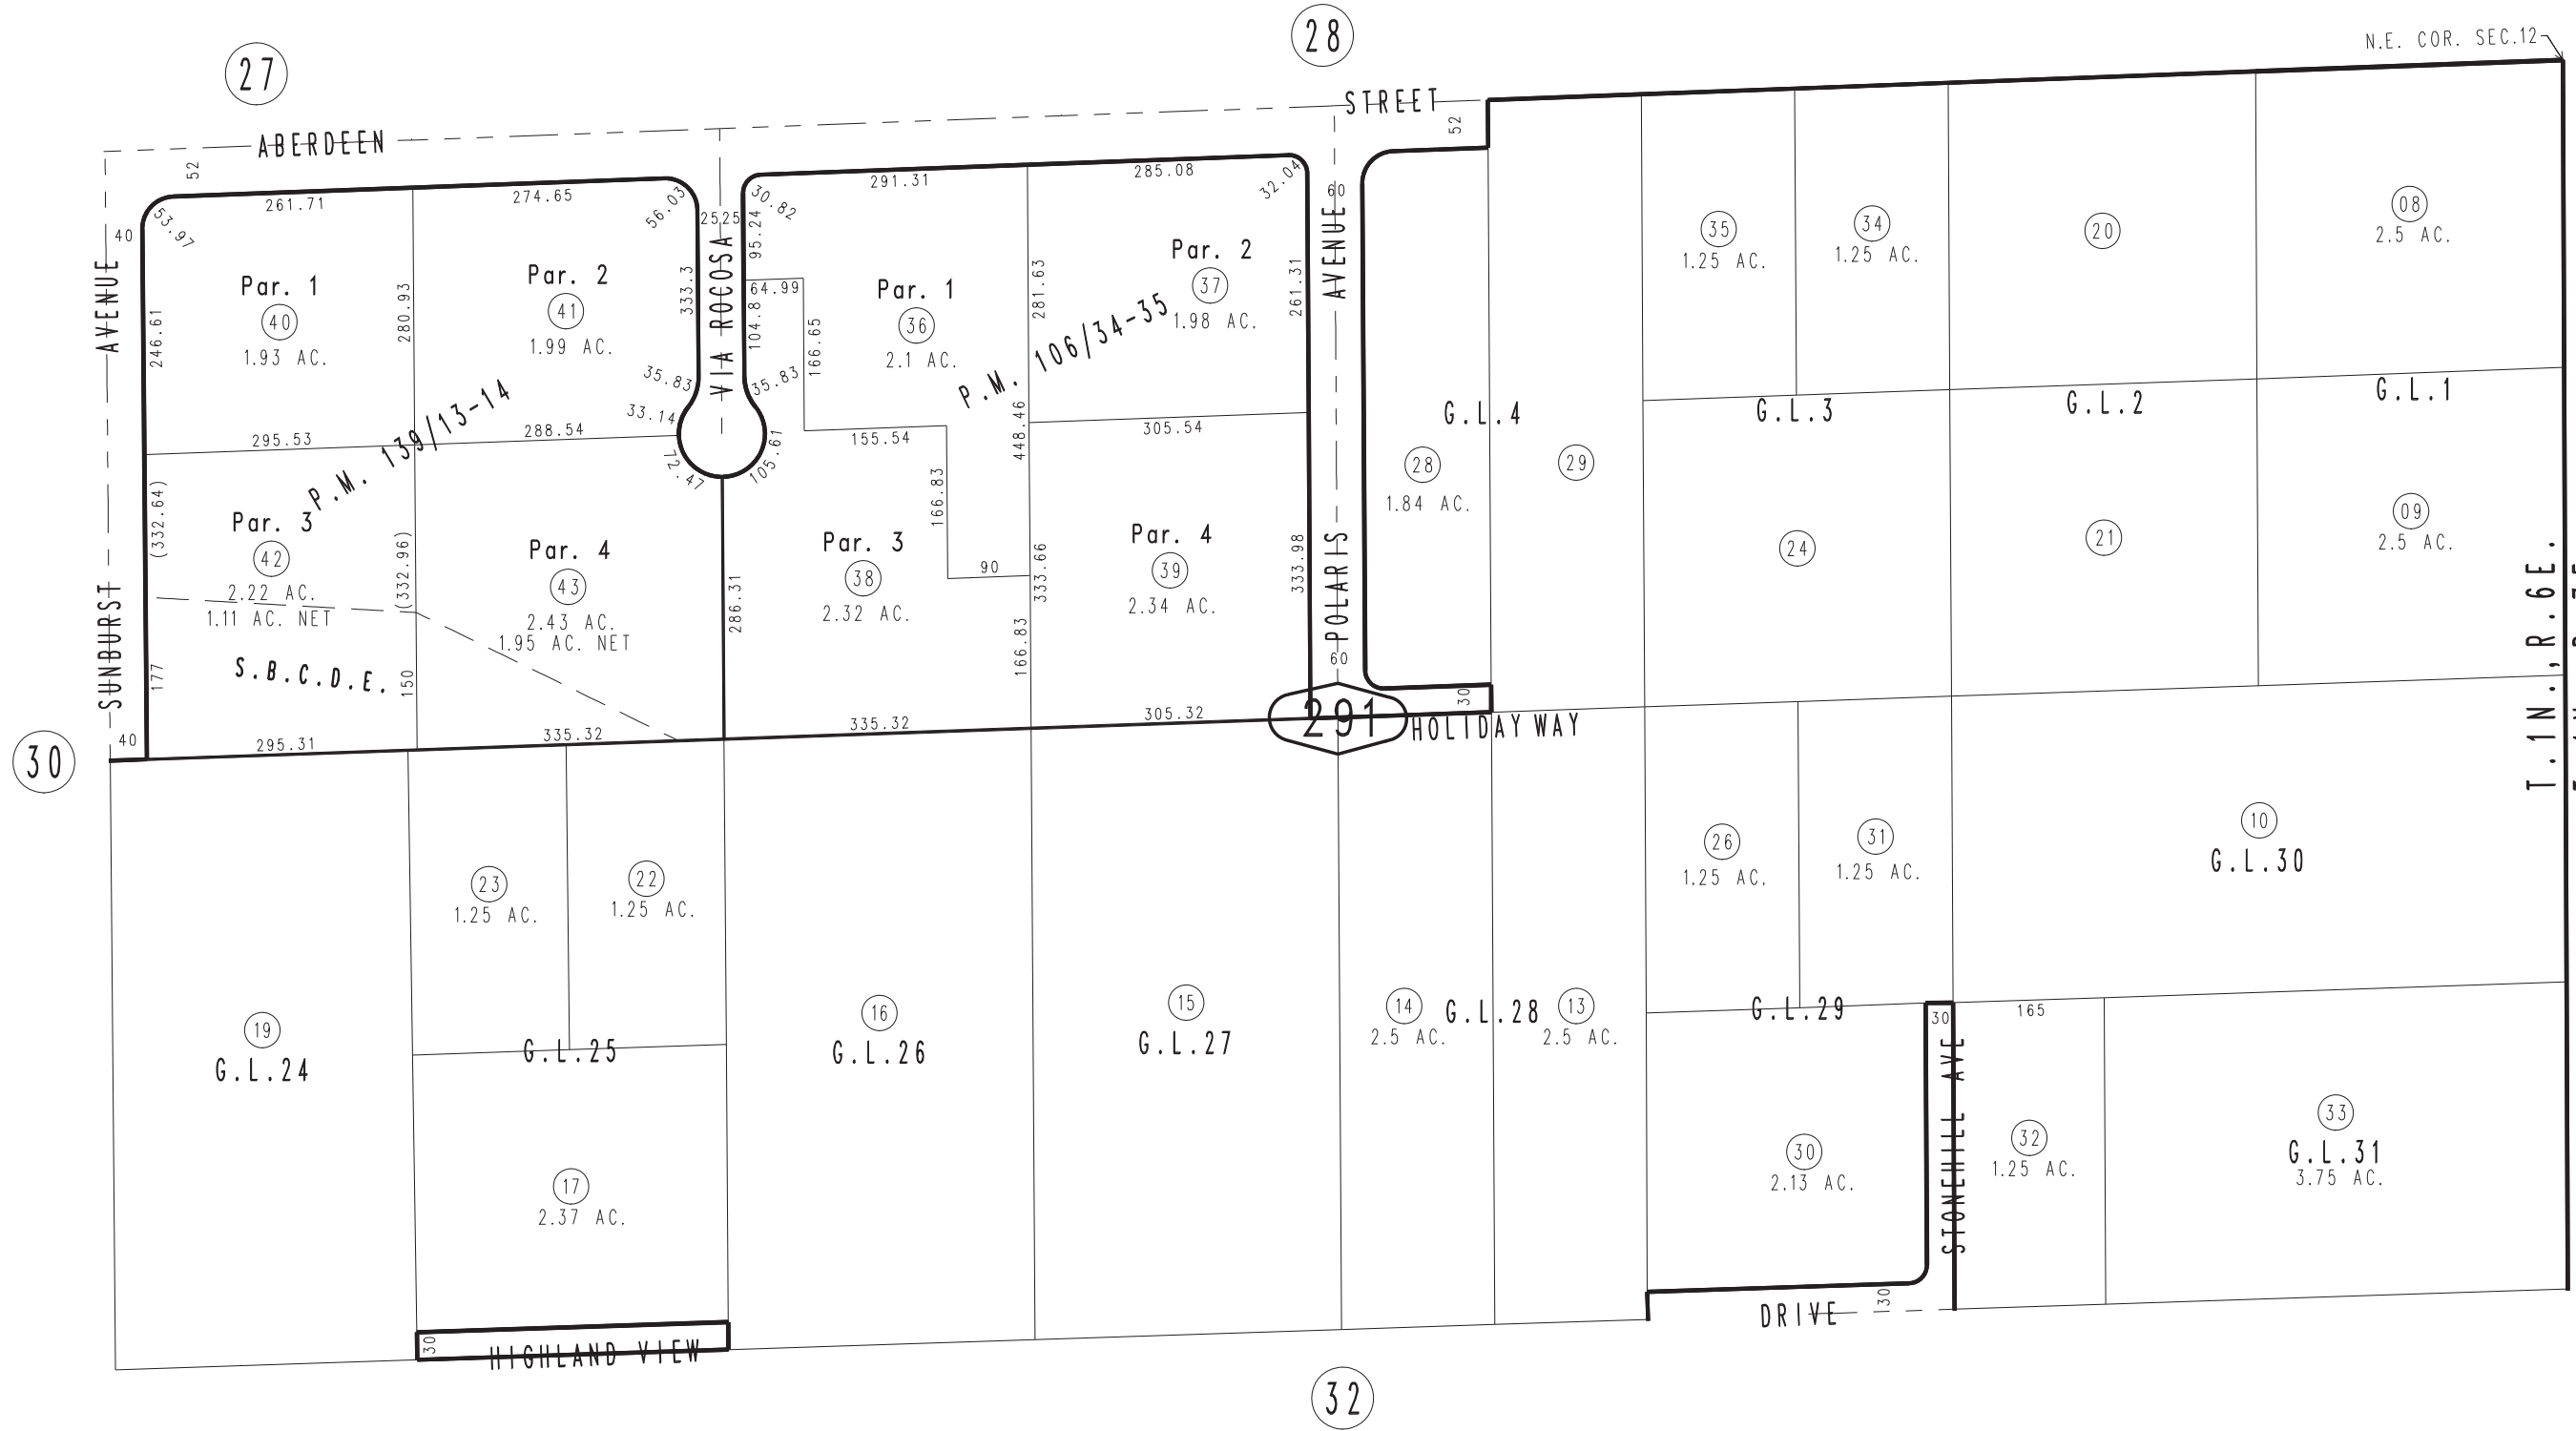 27
28
N.E. COR. SEC.12
ABERDEEN
STREET
52
52
40
53.97
261.71
274.65
56.03
25 25
30.82
291.31
285.08
32.04
60
AVENUE
AVENUE
246.61
Par. 1
40
1.93 AC.
280.93
Par. 2
41
1.99 AC.
333.3
VIA ROCOSA
95.24
64.99
104.8
166.65
Par. 1
36
2.1 AC.
281.63
Par. 2
37
1.98 AC.
261.31
35
1.25 AC.
34
1.25 AC.
20
08
2.5 AC.
P.M. 139/13-14
P.M. 106/34-35
35.83
35.83
33.14
72.47
105.61
295.53
288.54
155.54
448.46
305.54
G.L.4
G.L.3
G.L.2
G.L.1
28
1.84 AC.
29
24
21
09
2.5 AC.
(332.64)
Par. 3
42
2.22 AC.
1.11 AC. NET
(332.96)
Par. 4
43
2.43 AC.
1.95 AC. NET
286.31
Par. 3
38
2.32 AC.
166.83
90
333.66
Par. 4
39
2.34 AC.
333.98
POLARIS
60
SUNBURST
177
S.B.C.D.E.
150
166.83
30
40
295.31
335.32
335.32
305.32
291
HOLIDAY WAY
30
T.1N.,R.6E.
23
1.25 AC.
22
1.25 AC.
26
1.25 AC.
31
1.25 AC.
10
G.L.30
19
G.L.24
G.L.25
16
G.L.26
15
G.L.27
14
2.5 AC.
G.L.28
13
2.5 AC.
G.L.29
30
165
STONEHILL AVE
17
2.37 AC.
30
2.13 AC.
32
1.25 AC.
33
G.L.31
3.75 AC.
30
HIGHLAND VIEW
DRIVE
30
32